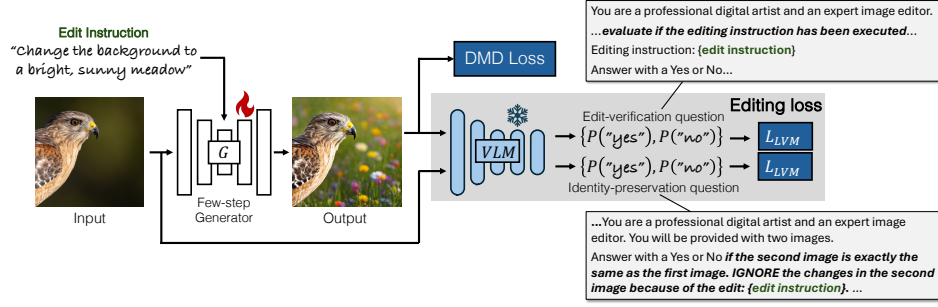 Edit Instruction
"Change the background to
a bright, sunny meadow"
Input
G
Few-step
Generator
Output
DMD Loss
VLM
Editing loss
Edit-verification question
{P("yes"), P("no")}
L_LVM
{P("yes"), P("no")}
L_LVM
Identity-preservation question
You are a professional digital artist and an expert image editor.
...evaluate if the editing instruction has been executed...
Editing instruction: {edit instruction}
Answer with a Yes or No...
...You are a professional digital artist and an expert image
editor. You will be provided with two images.
Answer with a Yes or No if the second image is exactly the
same as the first image. IGNORE the changes in the second
image because of the edit: {edit instruction}. ...